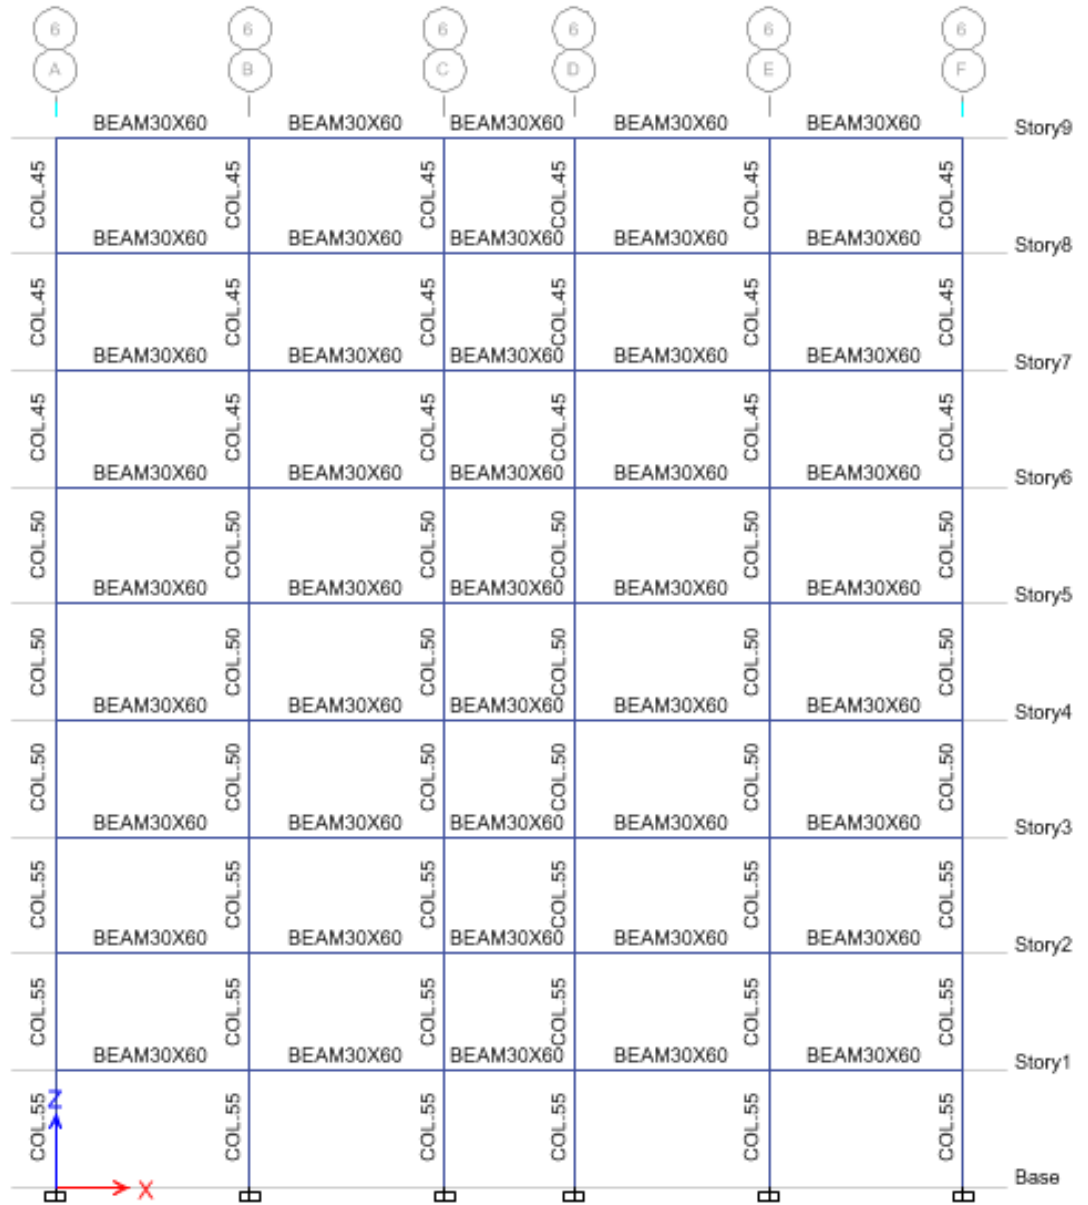 6 6 6 6 6 6
A B C D E F
BEAM30X60 BEAM30X60 BEAM30X60 BEAM30X60 BEAM30X60 Story9
COL.45 COL.45 COL.45 COL.45 COL.45 COL.45
BEAM30X60 BEAM30X60 BEAM30X60 BEAM30X60 BEAM30X60 Story8
COL.45 COL.45 COL.45 COL.45 COL.45 COL.45
BEAM30X60 BEAM30X60 BEAM30X60 BEAM30X60 BEAM30X60 Story7
COL.45 COL.45 COL.45 COL.45 COL.45 COL.45
BEAM30X60 BEAM30X60 BEAM30X60 BEAM30X60 BEAM30X60 Story6
COL.50 COL.50 COL.50 COL.50 COL.50 COL.50
BEAM30X60 BEAM30X60 BEAM30X60 BEAM30X60 BEAM30X60 Story5
COL.50 COL.50 COL.50 COL.50 COL.50 COL.50
BEAM30X60 BEAM30X60 BEAM30X60 BEAM30X60 BEAM30X60 Story4
COL.50 COL.50 COL.50 COL.50 COL.50 COL.50
BEAM30X60 BEAM30X60 BEAM30X60 BEAM30X60 BEAM30X60 Story3
COL.55 COL.55 COL.55 COL.55 COL.55 COL.55
BEAM30X60 BEAM30X60 BEAM30X60 BEAM30X60 BEAM30X60 Story2
COL.55 COL.55 COL.55 COL.55 COL.55 COL.55
BEAM30X60 BEAM30X60 BEAM30X60 BEAM30X60 BEAM30X60 Story1
COL.55 Z COL.55 COL.55 COL.55 COL.55 COL.55
X Base